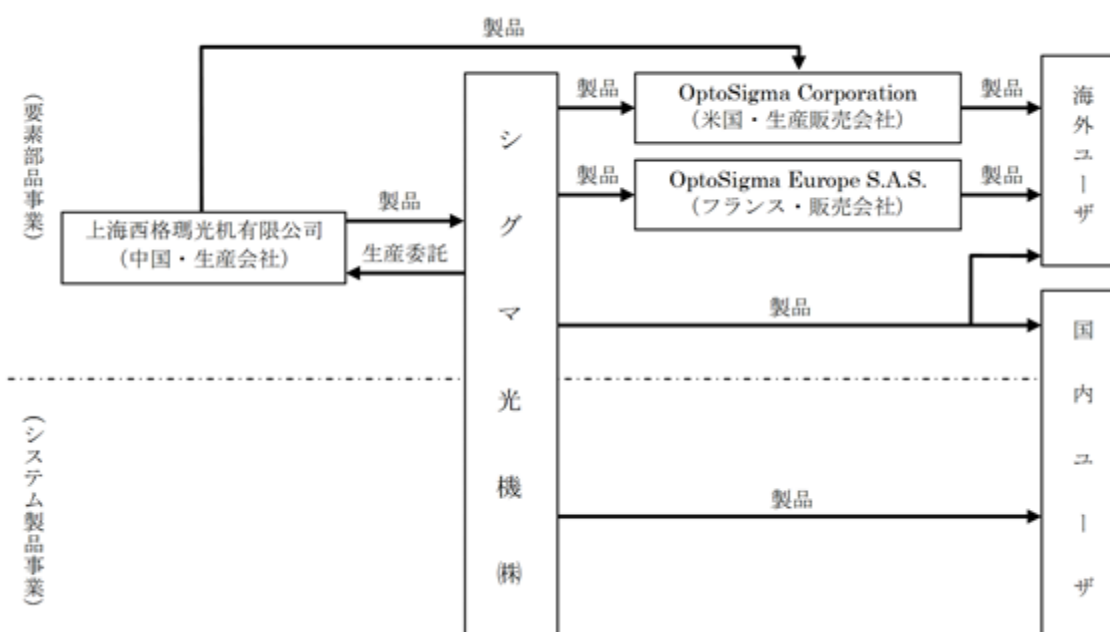 製品
（要素部品事業）
上海西格瑪光机有限公司
（中国・生産会社）
製品
生産委託
シグマ光機㈱
製品
OptoSigma Corporation
（米国・生産販売会社）
製品
製品
OptoSigma Europe S.A.S.
（フランス・販売会社）
製品
海外ユーザ
製品
国内ユーザ
（システム製品事業）
製品